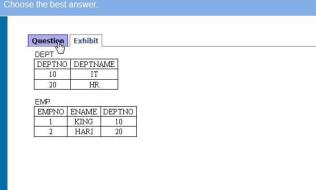 Choose the best answer.
Question Exhibit
DEPT
DEPTNO DEPTNAME
10 IT
20 HR
EMP
EMPNO ENAME DEPTNO
1 KING 10
2 HARI 20